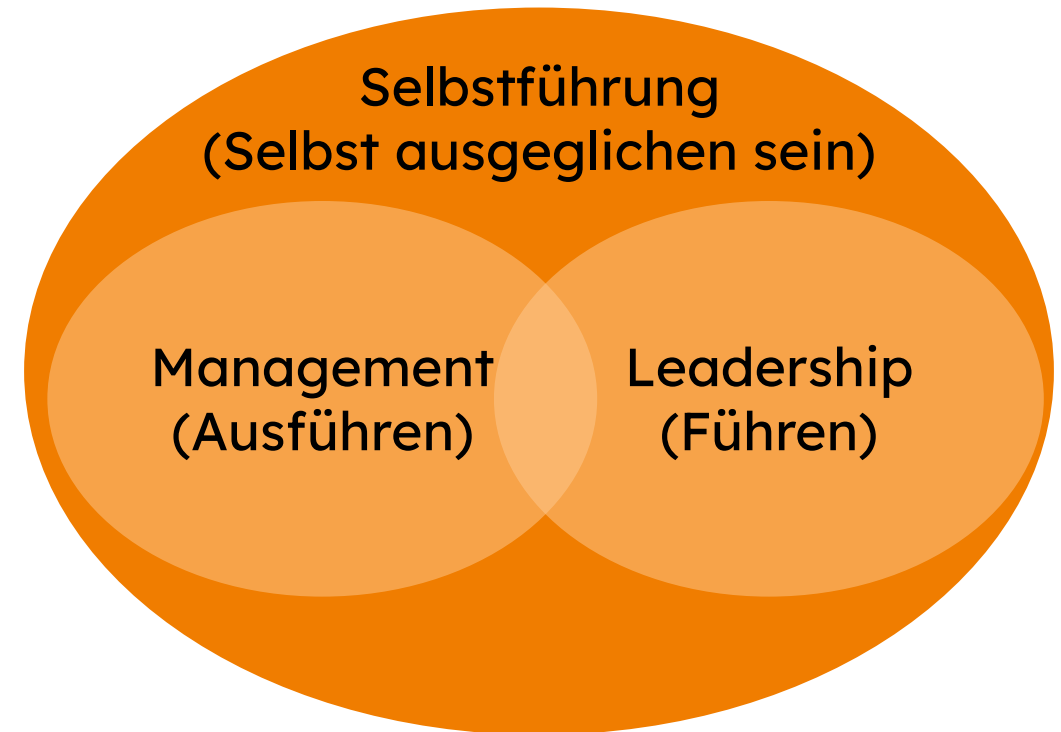 Selbstführung
(Selbst ausgeglichen sein)
Management
(Ausführen)
Leadership
(Führen)